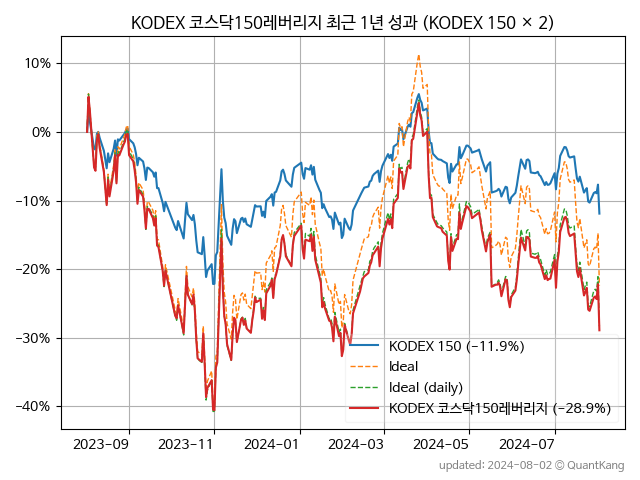 KODEX 코스닥150레버리지 최근 1년 성과 (KODEX 150 × 2)
10%
0%
−10%
−20%
−30%
−40%
KODEX 150 (−11.9%)
Ideal
Ideal (daily)
KODEX 코스닥150레버리지 (−28.9%)
2023-09 2023-11 2024-01 2024-03 2024-05 2024-07
updated: 2024-08-02 © QuantKang